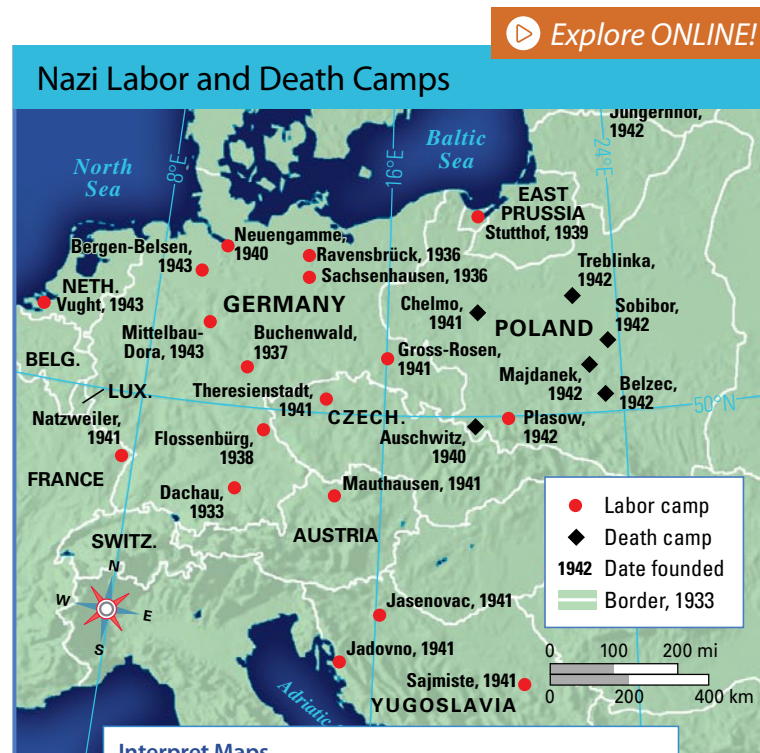 Explore ONLINE!
Nazi Labor and Death Camps
Jungernhof,
1942
North
Sea
8°E
16°E
Baltic
Sea
24°E
EAST
PRUSSIA
Stutthof, 1939
Neuengamme,
1940
Bergen-Belsen,
1943
Ravensbrück, 1936
Sachsenhausen, 1936
Treblinka,
1942
NETH.
Vught, 1943
GERMANY
Chelmo,
1941
POLAND
Sobibor,
1942
Mittelbau-
Dora, 1943
Buchenwald,
1937
Gross-Rosen,
1941
BELG.
Majdanek,
1942
Belzec,
1942
LUX.
Theresienstadt,
1941
50°N
Natzweiler,
1941
CZECH.
Plasow,
1942
Flossenbürg,
1938
Auschwitz,
1940
FRANCE
Dachau,
1933
Mauthausen, 1941
SWITZ.
AUSTRIA
Labor camp
Death camp
1942 Date founded
Border, 1933
N
W
E
S
Jasenovac, 1941
Jadovno, 1941
Sajmiste, 1941
YUGOSLAVIA
Adriatic
0 100 200 mi
0 200 400 km
Interpret Maps